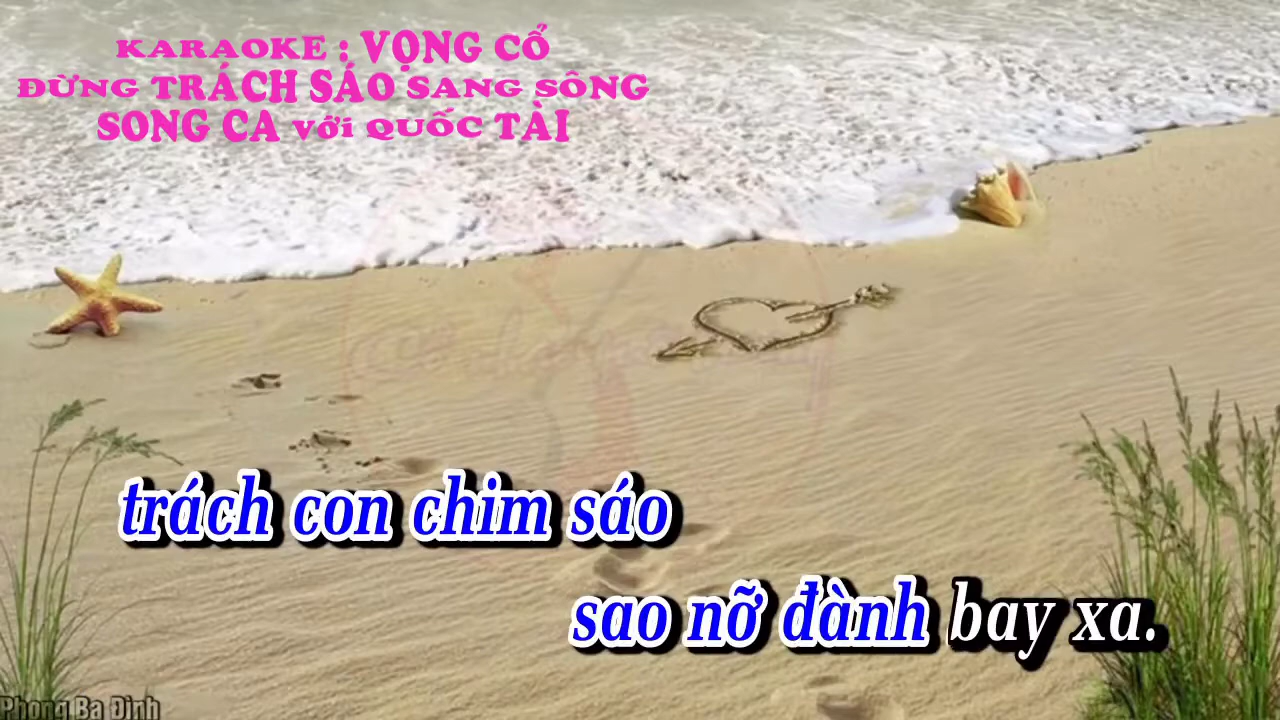 KARAOKE : VỌNG CỔ
ĐỪNG TRÁCH SÁO SANG SÔNG
SONG CA với QUỐC TÀI
trách con chim sáo
sao nỡ đành bay xa.
Phong Ba Đình